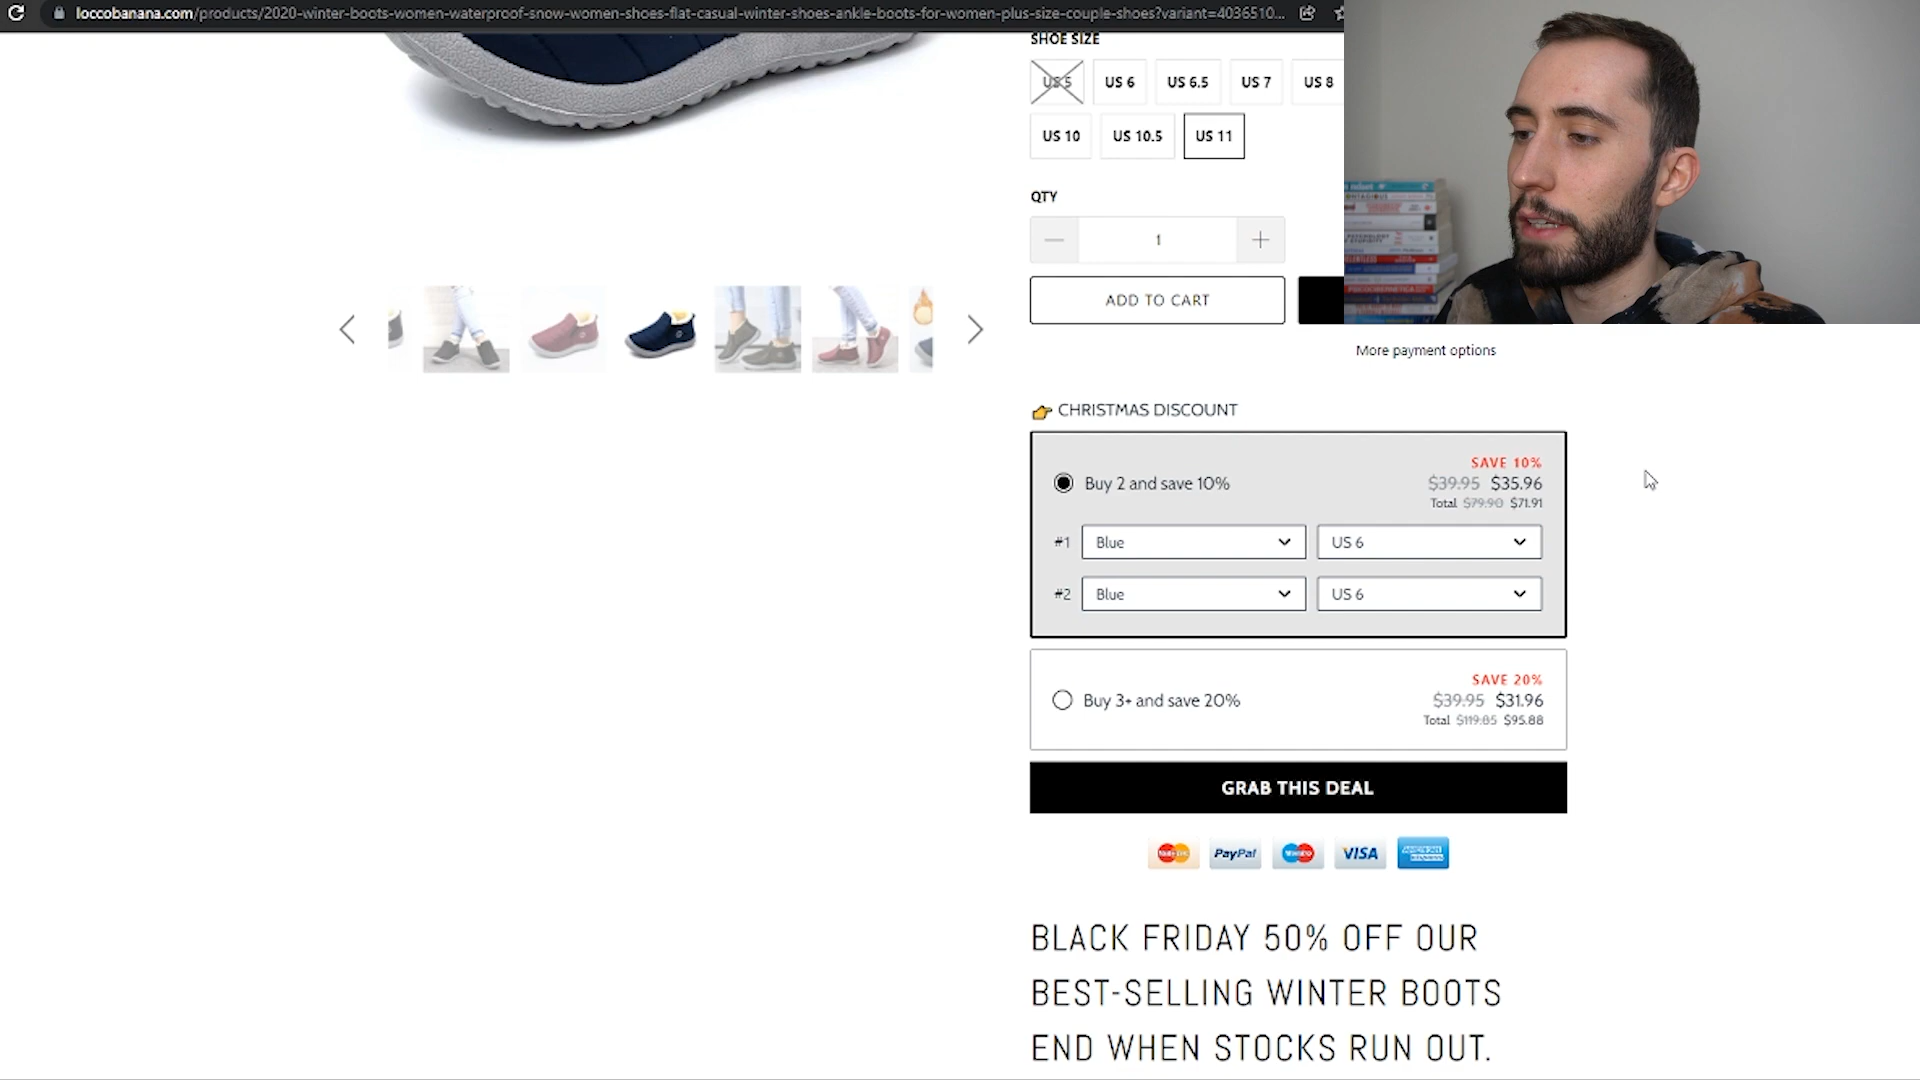 loccobanana.com/products/2020-winter-boots-women-waterproof-snow-women-shoes-flat-casual-winter-shoes-ankle-boots-for-women-plus-size-couple-shoes?variant=4036510...
SHOE SIZE
US 5
US 6
US 6.5
US 7
US 8
US 10
US 10.5
US 11
QTY
1
ADD TO CART
More payment options
CHRISTMAS DISCOUNT
SAVE 10%
Buy 2 and save 10%
$39.95 $35.96
Total $79.90 $71.91
#1 Blue US 6
#2 Blue US 6
SAVE 20%
Buy 3+ and save 20%
$39.95 $31.96
Total $119.85 $95.88
GRAB THIS DEAL
PayPal
VISA
AMERICAN EXPRESS
BLACK FRIDAY 50% OFF OUR
BEST-SELLING WINTER BOOTS
END WHEN STOCKS RUN OUT.